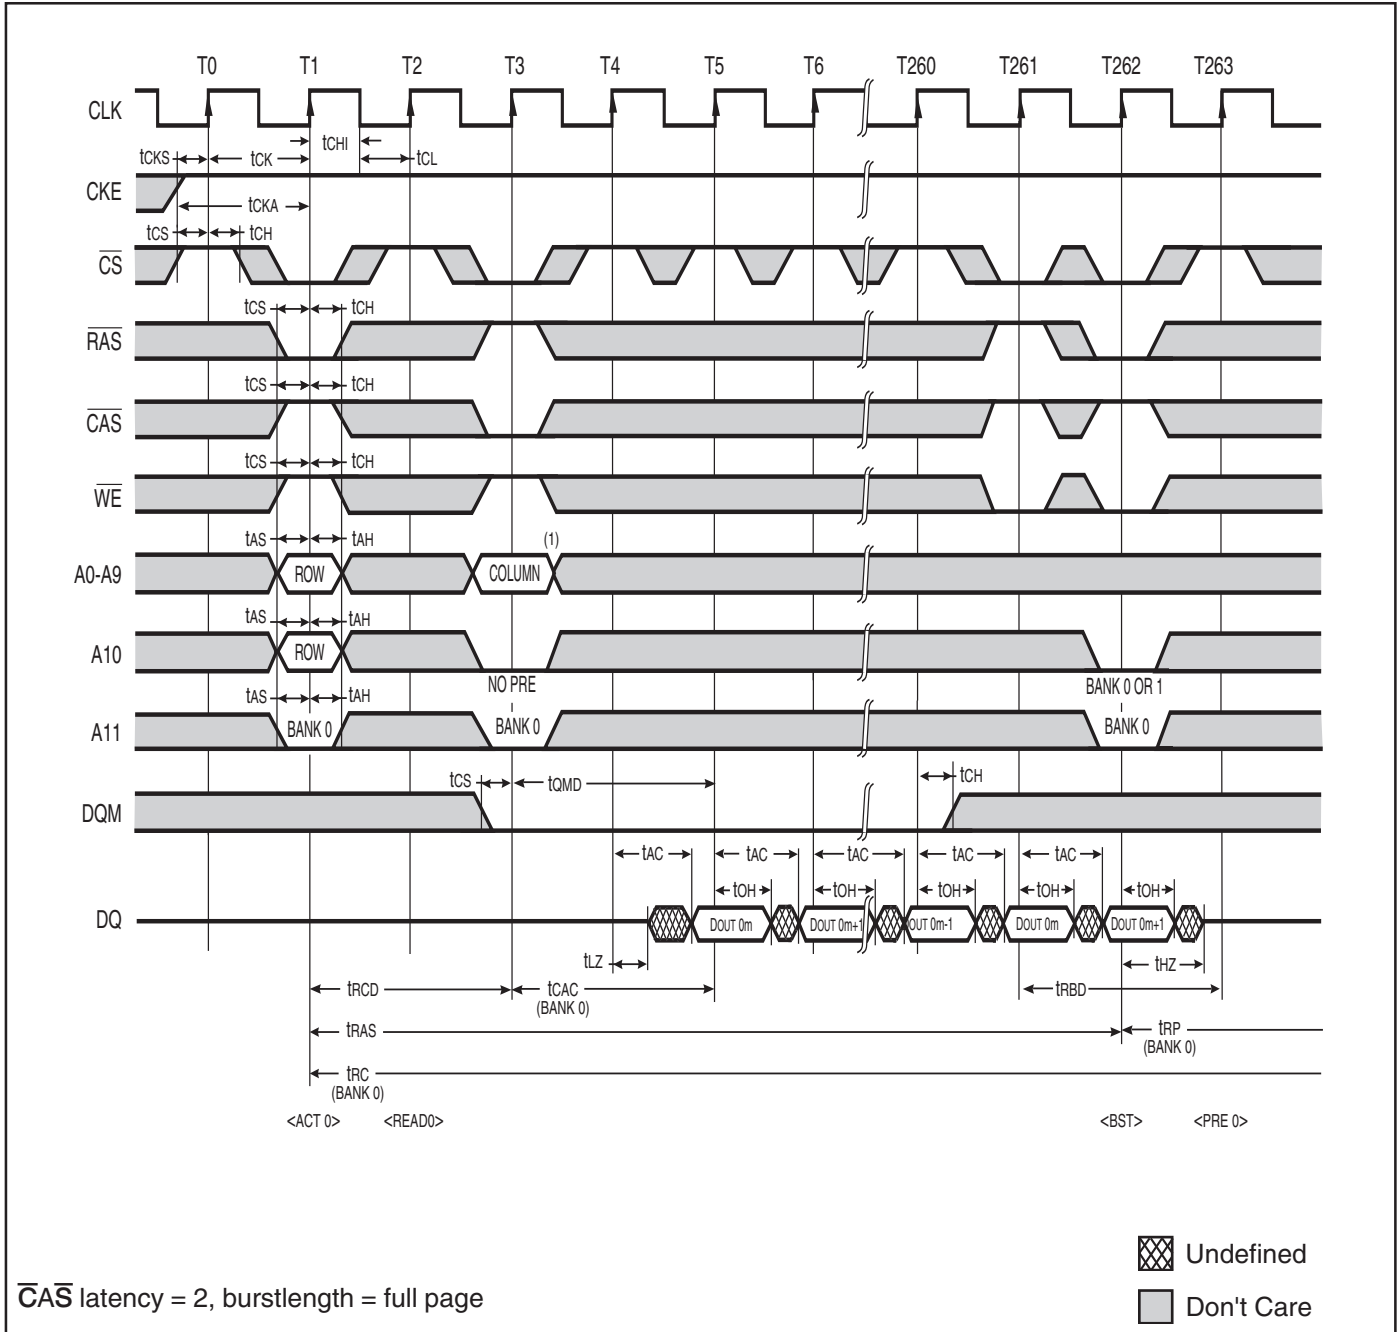 T0 T1 T2 T3 T4 T5 T6 T260 T261 T262 T263
CLK
tCHI
tCKS tCK tCL
CKE
tCKA
tCS tCH
CS
tCS tCH
RAS
tCS tCH
CAS
tCS tCH
WE
tAS tAH (1)
A0-A9 ROW COLUMN
tAS tAH
A10 ROW
NO PRE BANK 0 OR 1
tAS tAH
A11 BANK 0 BANK 0 BANK 0
tCS tQMD tCH
DQM
tAC tAC tAC tAC tAC
tOH tOH tOH tOH tOH
DQ DOUT 0m DOUT 0m+1 OUT 0m-1 DOUT 0m DOUT 0m+1
tLZ tHZ
tRCD tCAC tRBD
(BANK 0)
tRAS tRP
(BANK 0)
tRC
(BANK 0)
<ACT 0> <READ0> <BST> <PRE 0>
Undefined
CAS latency = 2, burstlength = full page
Don't Care